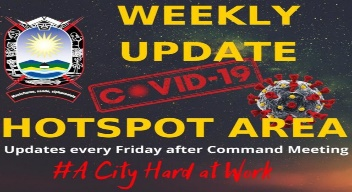 WEEKLY
UPDATE
COVID-19
HOTSPOT AREA
Updates every Friday after Command Meeting
#A City Hard at Work